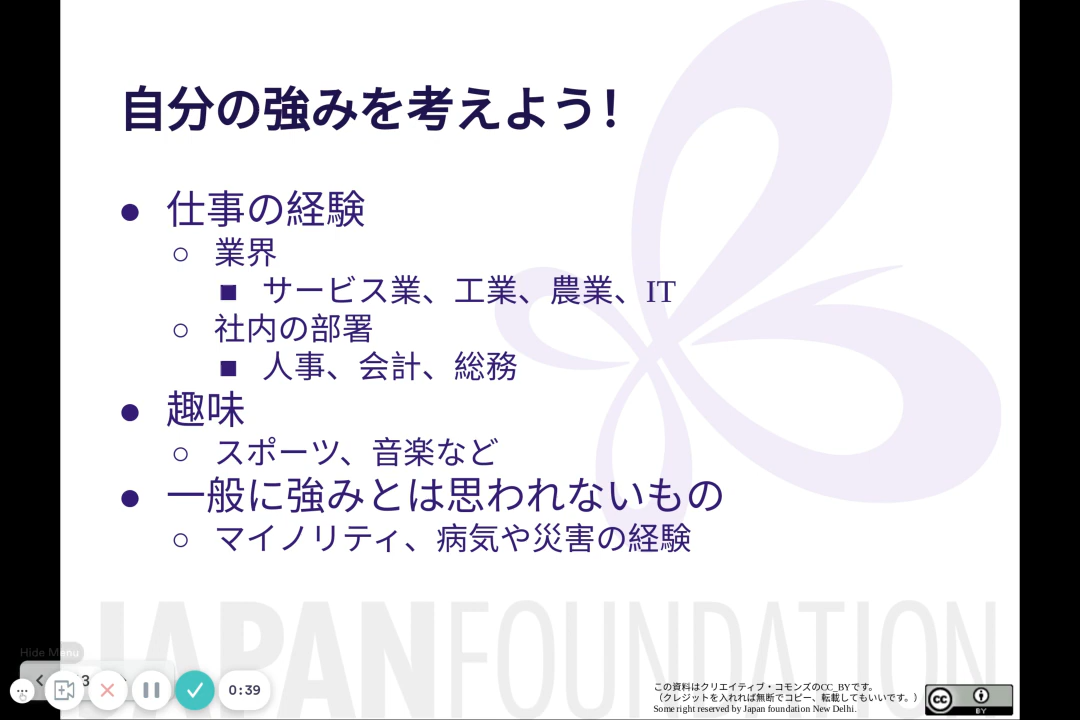 自分の強みを考えよう！
● 仕事の経験
○ 業界
■ サービス業、工業、農業、IT
○ 社内の部署
■ 人事、会計、総務
● 趣味
○ スポーツ、音楽など
● 一般に強みとは思われないもの
○ マイノリティ、病気や災害の経験
JAPANFOUNDATION
Hide Menu
3
0:39
この資料はクリエイティブ・コモンズのCC_BYです。
（クレジットを入れれば無断でコピー、転載してもいいです。）
Some right reserved by Japan foundation New Delhi.
cc
BY